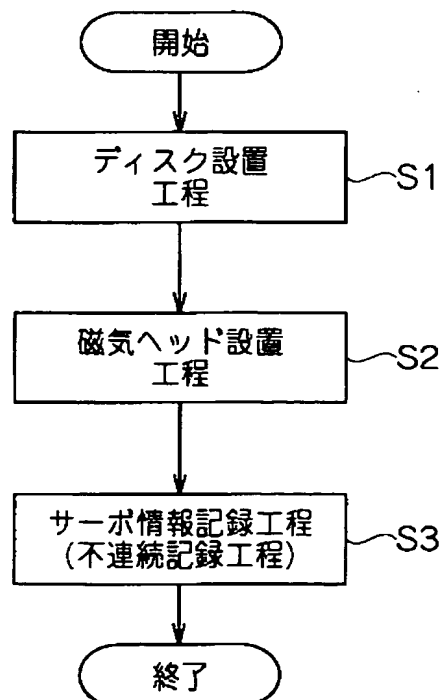 開始
ディスク設置
工程
S1
磁気ヘッド設置
工程
S2
サーボ情報記録工程
(不連続記録工程)
S3
終了